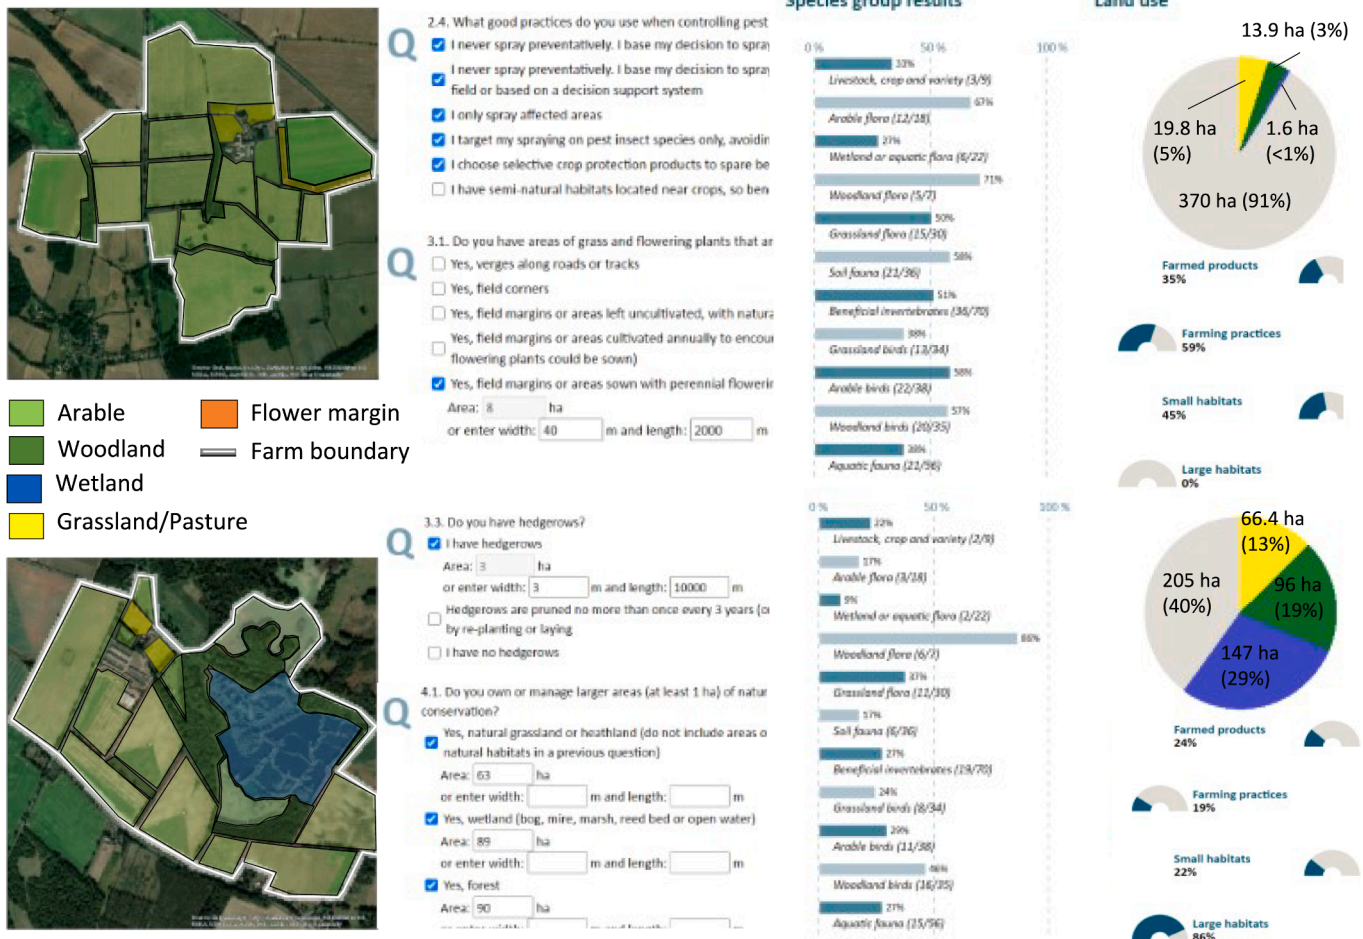 2.4. What good practices do you use when controlling pest
Q
I never spray preventatively. I base my decision to spray
I never spray preventatively. I base my decision to spray
field or based on a decision support system
I only spray affected areas
I target my spraying on pest insect species only, avoidin
I choose selective crop protection products to spare be
I have semi-natural habitats located near crops, so ben
3.1. Do you have areas of grass and flowering plants that ar
Q
Yes, verges along roads or tracks
Yes, field corners
Yes, field margins or areas left uncultivated, with natura
Yes, field margins or areas cultivated annually to encou
flowering plants could be sown)
Yes, field margins or areas sown with perennial flowerin
Area: 8 ha
or enter width: 40 m and length: 2000 m
Arable
Woodland
Wetland
Grassland/Pasture
Flower margin
Farm boundary
3.3. Do you have hedgerows?
Q
I have hedgerows
Area: 3 ha
or enter width: 3 m and length: 10000 m
Hedgerows are pruned no more than once every 3 years (o
by re-planting or laying
I have no hedgerows
4.1. Do you own or manage larger areas (at least 1 ha) of natur
conservation?
Q
Yes, natural grassland or heathland (do not include areas o
natural habitats in a previous question)
Area: 63 ha
or enter width: m and length: m
Yes, wetland (bog, mire, marsh, reed bed or open water)
Area: 89 ha
or enter width: m and length: m
Yes, forest
Area: 90 ha
or enter width: m and length:
Species group results
0 % 50 % 100 %
33%
Livestock, crop and variety (3/9)
67%
Arable flora (12/18)
27%
Wetland or aquatic flora (6/22)
71%
Woodland flora (5/7)
50%
Grassland flora (15/30)
58%
Soil fauna (21/36)
51%
Beneficial invertebrates (36/70)
38%
Grassland birds (13/34)
58%
Arable birds (22/38)
57%
Woodland birds (20/35)
38%
Aquatic fauna (21/56)
0 % 50 % 100 %
22%
Livestock, crop and variety (2/9)
17%
Arable flora (3/18)
9%
Wetland or aquatic flora (2/22)
86%
Woodland flora (6/7)
37%
Grassland flora (11/30)
17%
Soil fauna (6/36)
27%
Beneficial invertebrates (19/70)
24%
Grassland birds (8/34)
29%
Arable birds (11/38)
46%
Woodland birds (16/35)
27%
Aquatic fauna (15/56)
Land use
13.9 ha (3%)
19.8 ha
(5%)
1.6 ha
(<1%)
370 ha (91%)
Farmed products
35%
Farming practices
59%
Small habitats
45%
Large habitats
0%
66.4 ha
(13%)
205 ha
(40%)
96 ha
(19%)
147 ha
(29%)
Farmed products
24%
Farming practices
19%
Small habitats
22%
Large habitats
86%